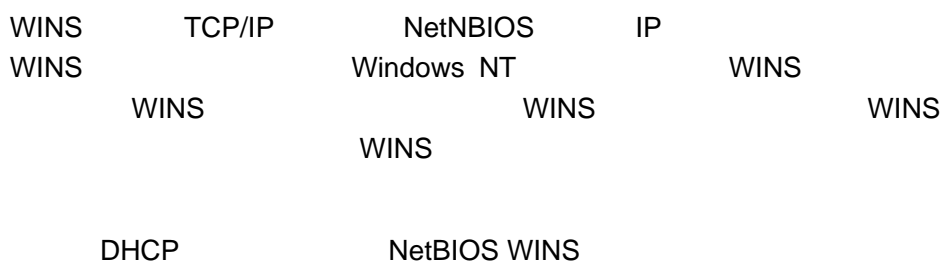 WINS TCP/IP NetNBIOS IP
WINS Windows NT WINS
WINS WINS WINS
WINS
DHCP NetBIOS WINS